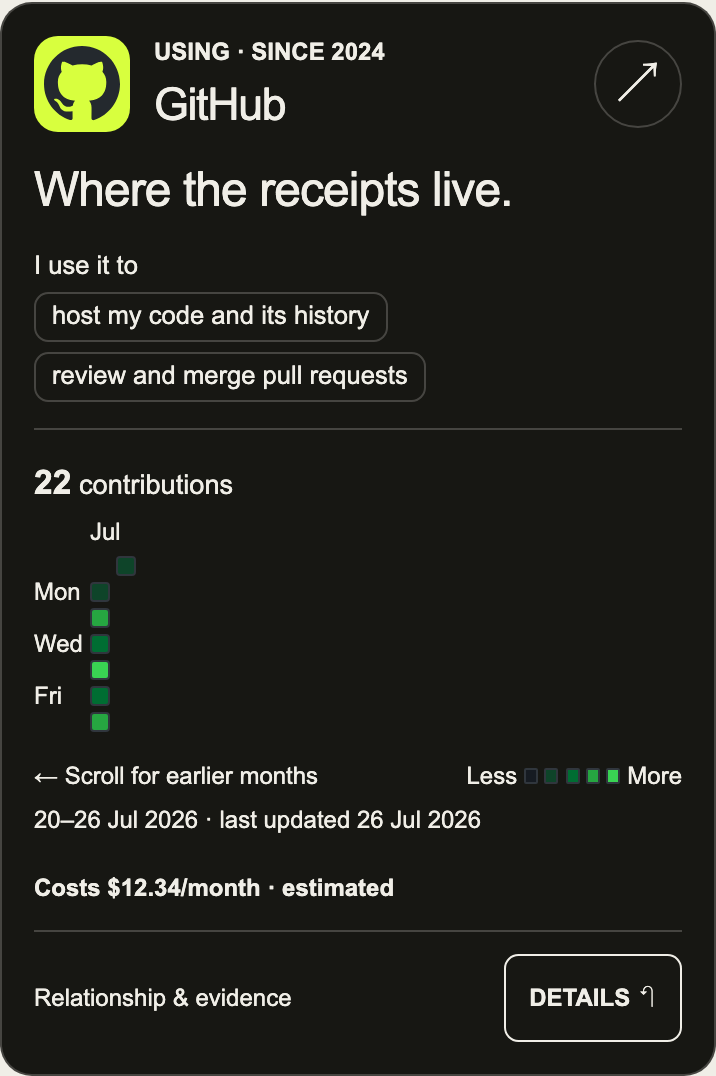 USING · SINCE 2024
GitHub
Where the receipts live.
I use it to
host my code and its history
review and merge pull requests
22 contributions
Jul
Mon
Wed
Fri
← Scroll for earlier months
Less More
20–26 Jul 2026 · last updated 26 Jul 2026
Costs $12.34/month · estimated
Relationship & evidence
DETAILS